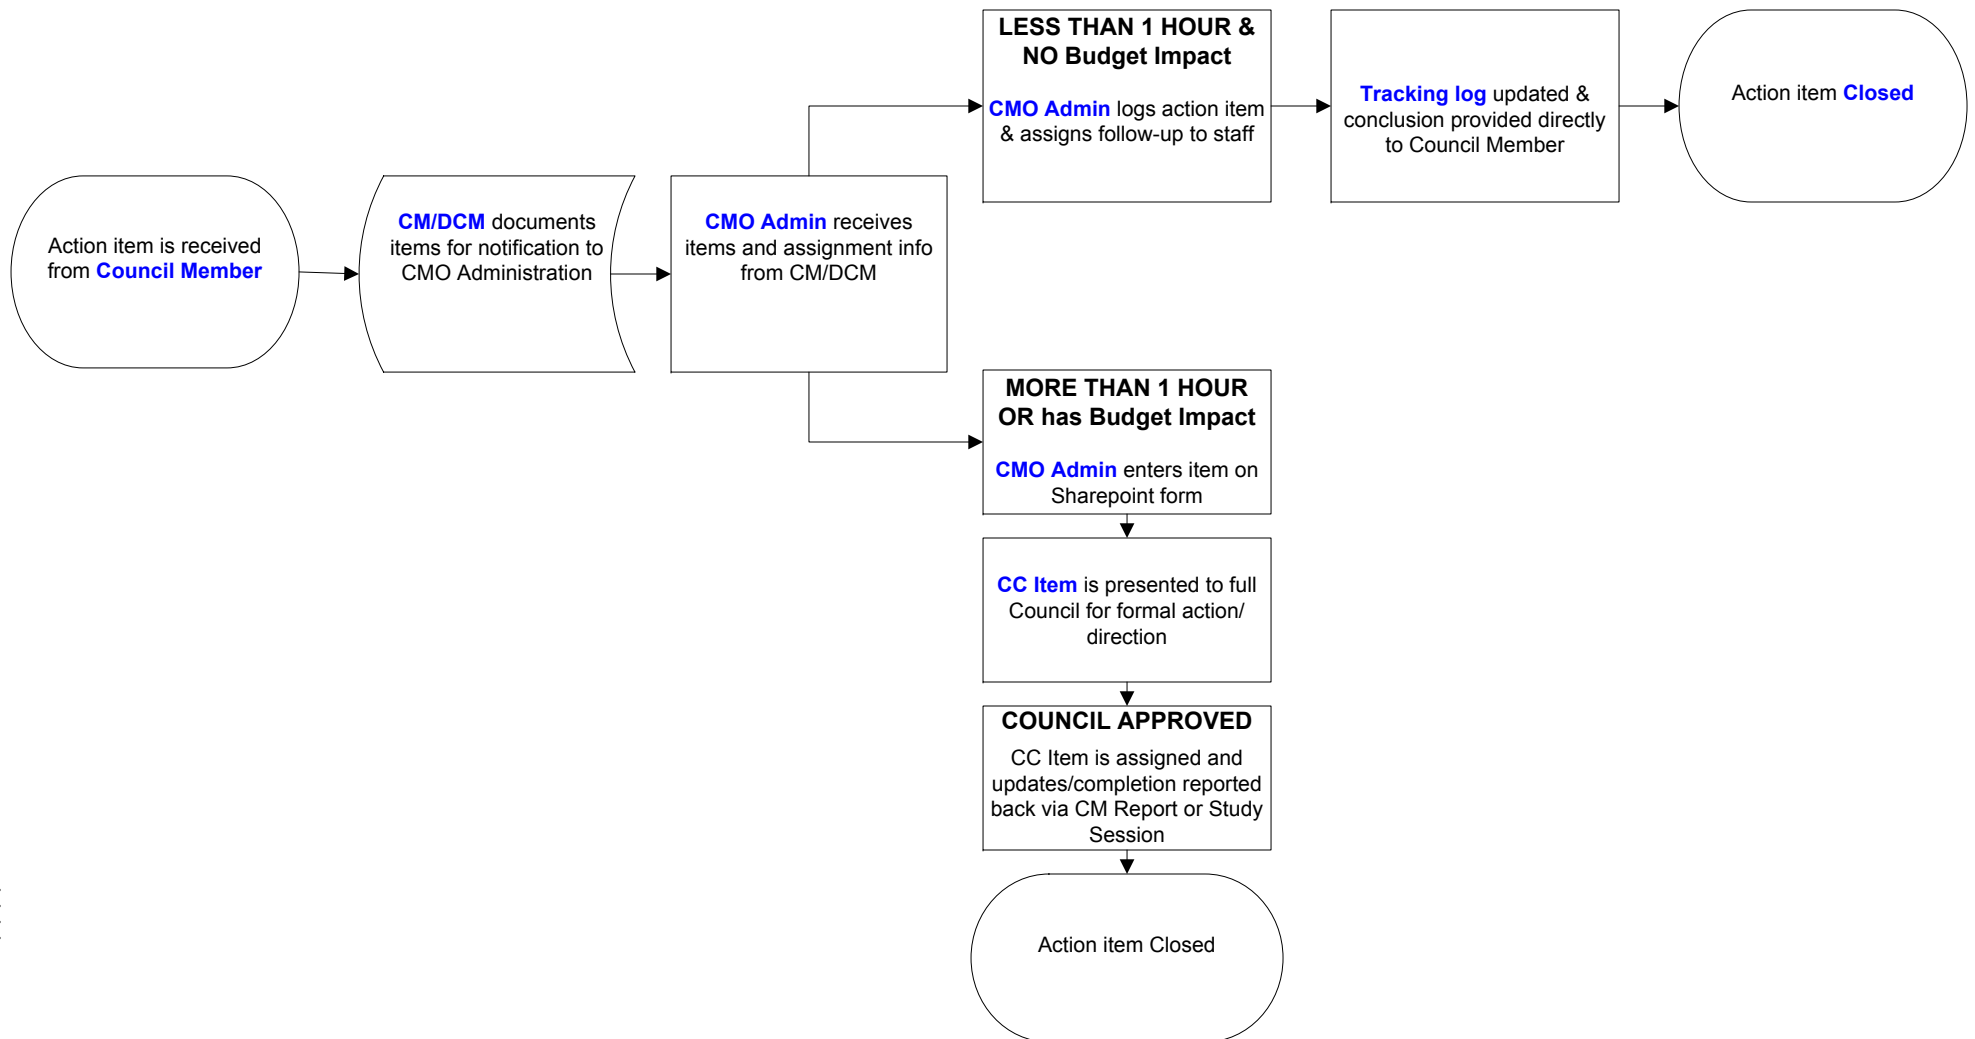 Action item is received
from Council Member
CM/DCM documents
items for notification to
CMO Administration
CMO Admin receives
items and assignment info
from CM/DCM
LESS THAN 1 HOUR &
NO Budget Impact
CMO Admin logs action item
& assigns follow-up to staff
Tracking log updated &
conclusion provided directly
to Council Member
Action item Closed
MORE THAN 1 HOUR
OR has Budget Impact
CMO Admin enters item on
Sharepoint form
CC Item is presented to full
Council for formal action/
direction
COUNCIL APPROVED
CC Item is assigned and
updates/completion reported
back via CM Report or Study
Session
Action item Closed